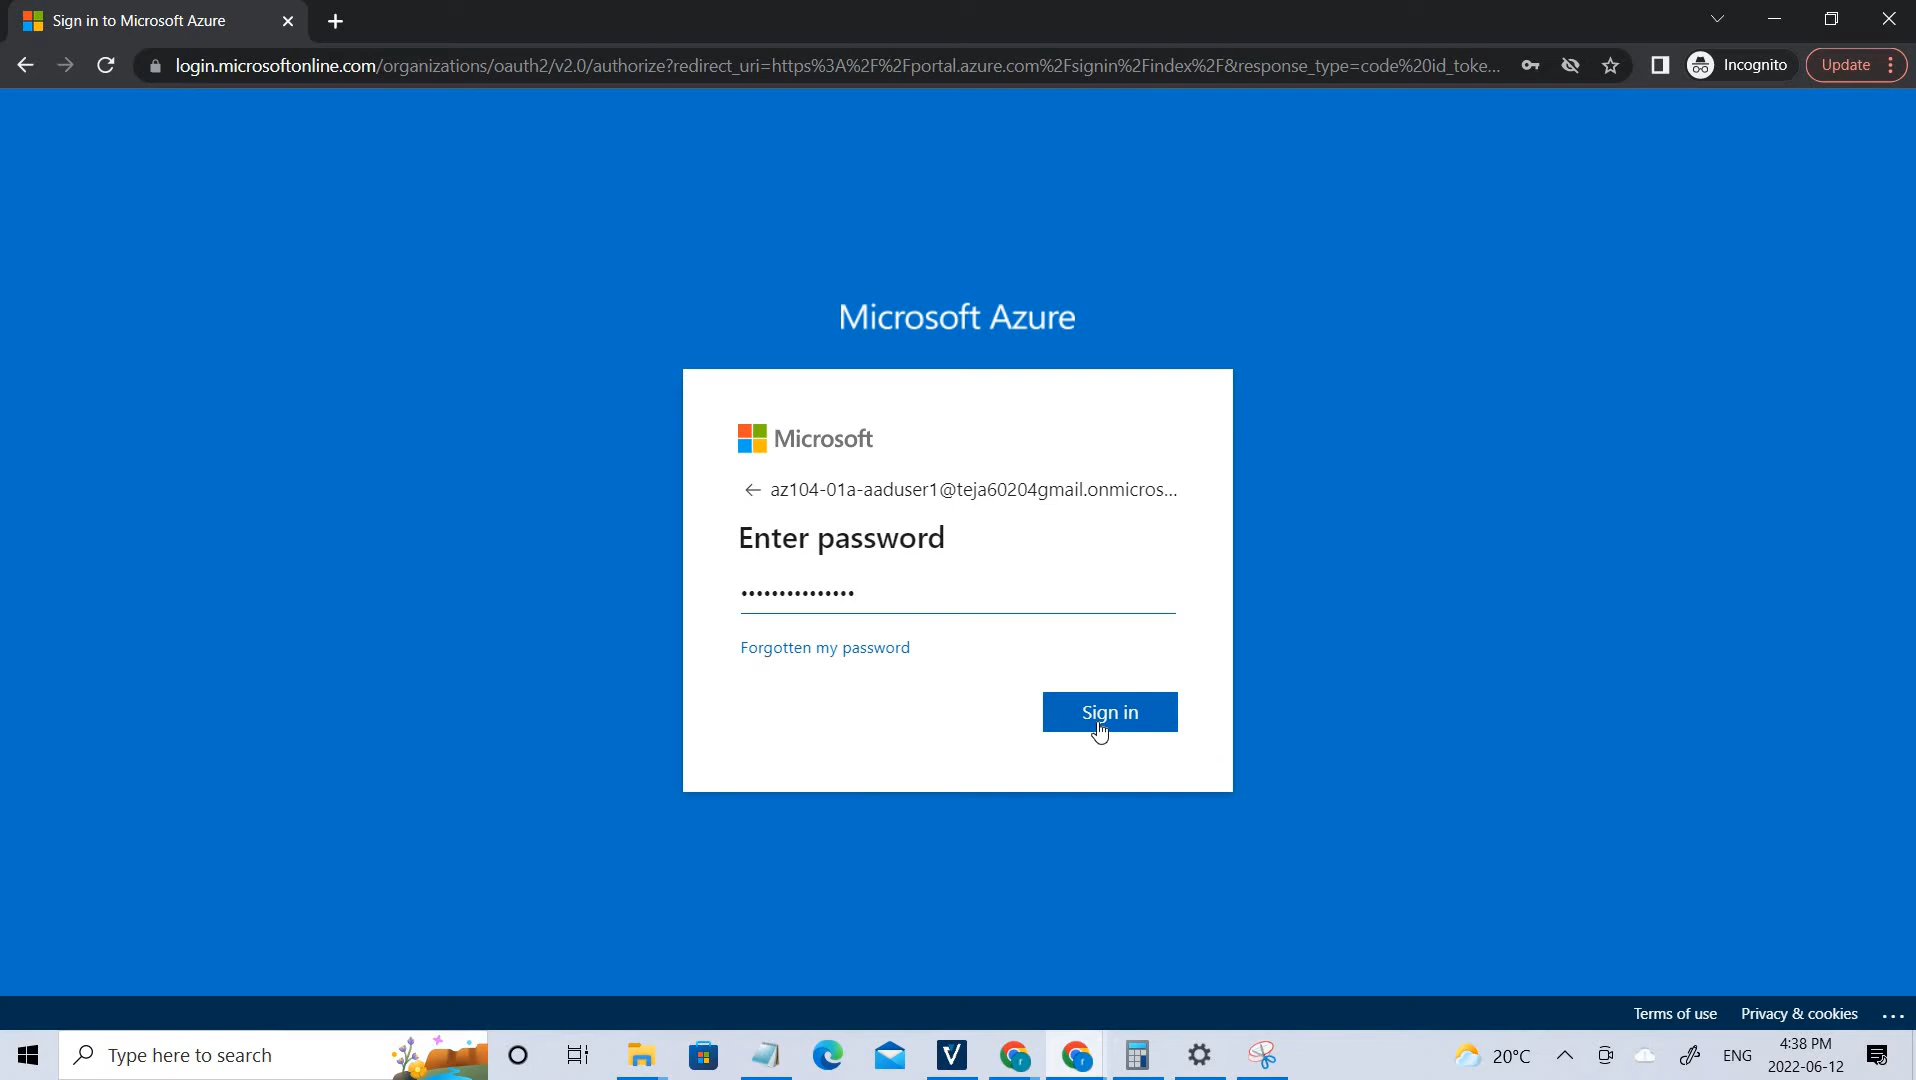 Sign in to Microsoft Azure
login.microsoftonline.com/organizations/oauth2/v2.0/authorize?redirect_uri=https%3A%2F%2Fportal.azure.com%2Fsignin%2Findex%2F&response_type=code%20id_toke...
Incognito
Update
Microsoft Azure
Microsoft
az104-01a-aaduser1@teja60204gmail.onmicros...
Enter password
•••••••••••••••
Forgotten my password
Sign in
Terms of use
Privacy & cookies
...
Type here to search
20°C
ENG
4:38 PM
2022-06-12